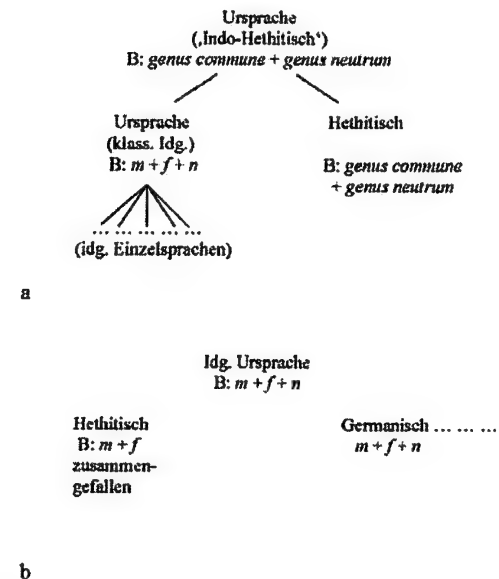 Ursprache
(‚Indo-Hethitisch‘)
B: genus commune + genus neutrum
Ursprache
(klass. Idg.)
B: m + f + n
... ... ... ... ...
(idg. Einzelsprachen)
Hethitisch
B: genus commune
+ genus neutrum
a
Idg. Ursprache
B: m + f + n
Hethitisch
B: m + f
zusammen-
gefallen
Germanisch ... ... ...
m + f + n
b